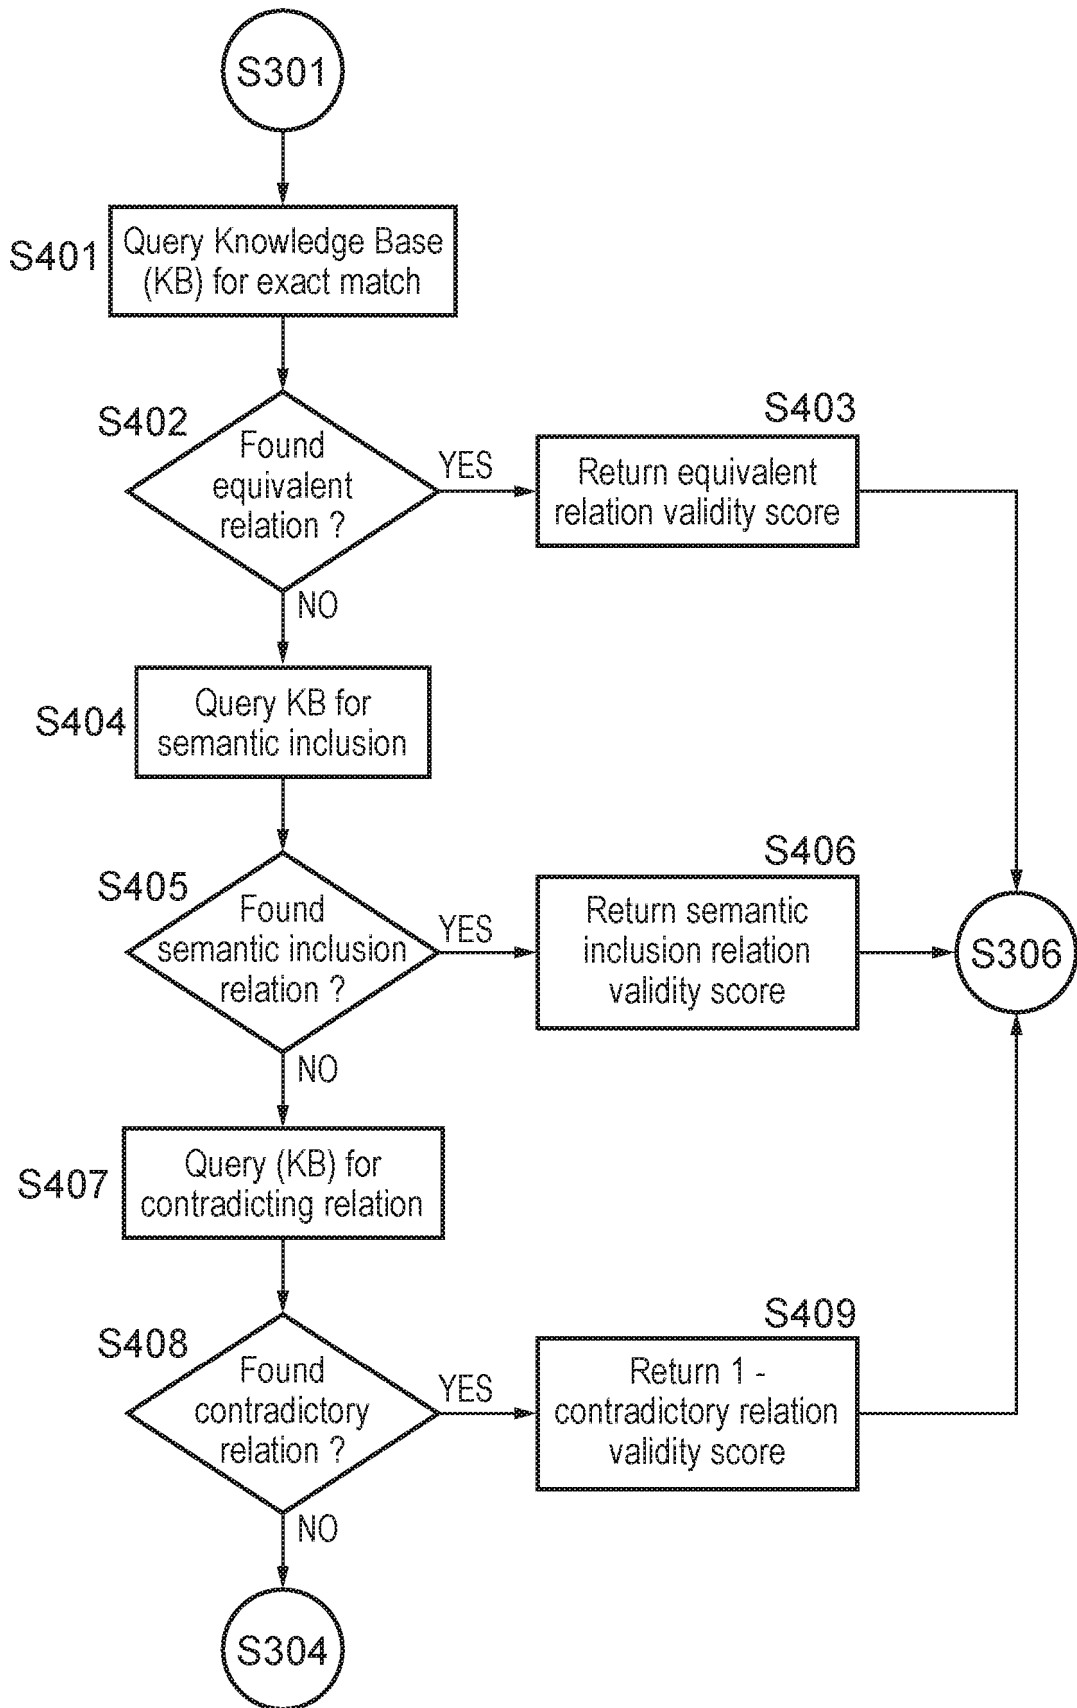 S301
S401
Query Knowledge Base
(KB) for exact match
S402
Found
equivalent
relation ?
YES
S403
Return equivalent
relation validity score
NO
S404
Query KB for
semantic inclusion
S405
Found
semantic inclusion
relation ?
YES
S406
Return semantic
inclusion relation
validity score
S306
NO
S407
Query (KB) for
contradicting relation
S408
Found
contradictory
relation ?
YES
S409
Return 1 -
contradictory relation
validity score
NO
S304